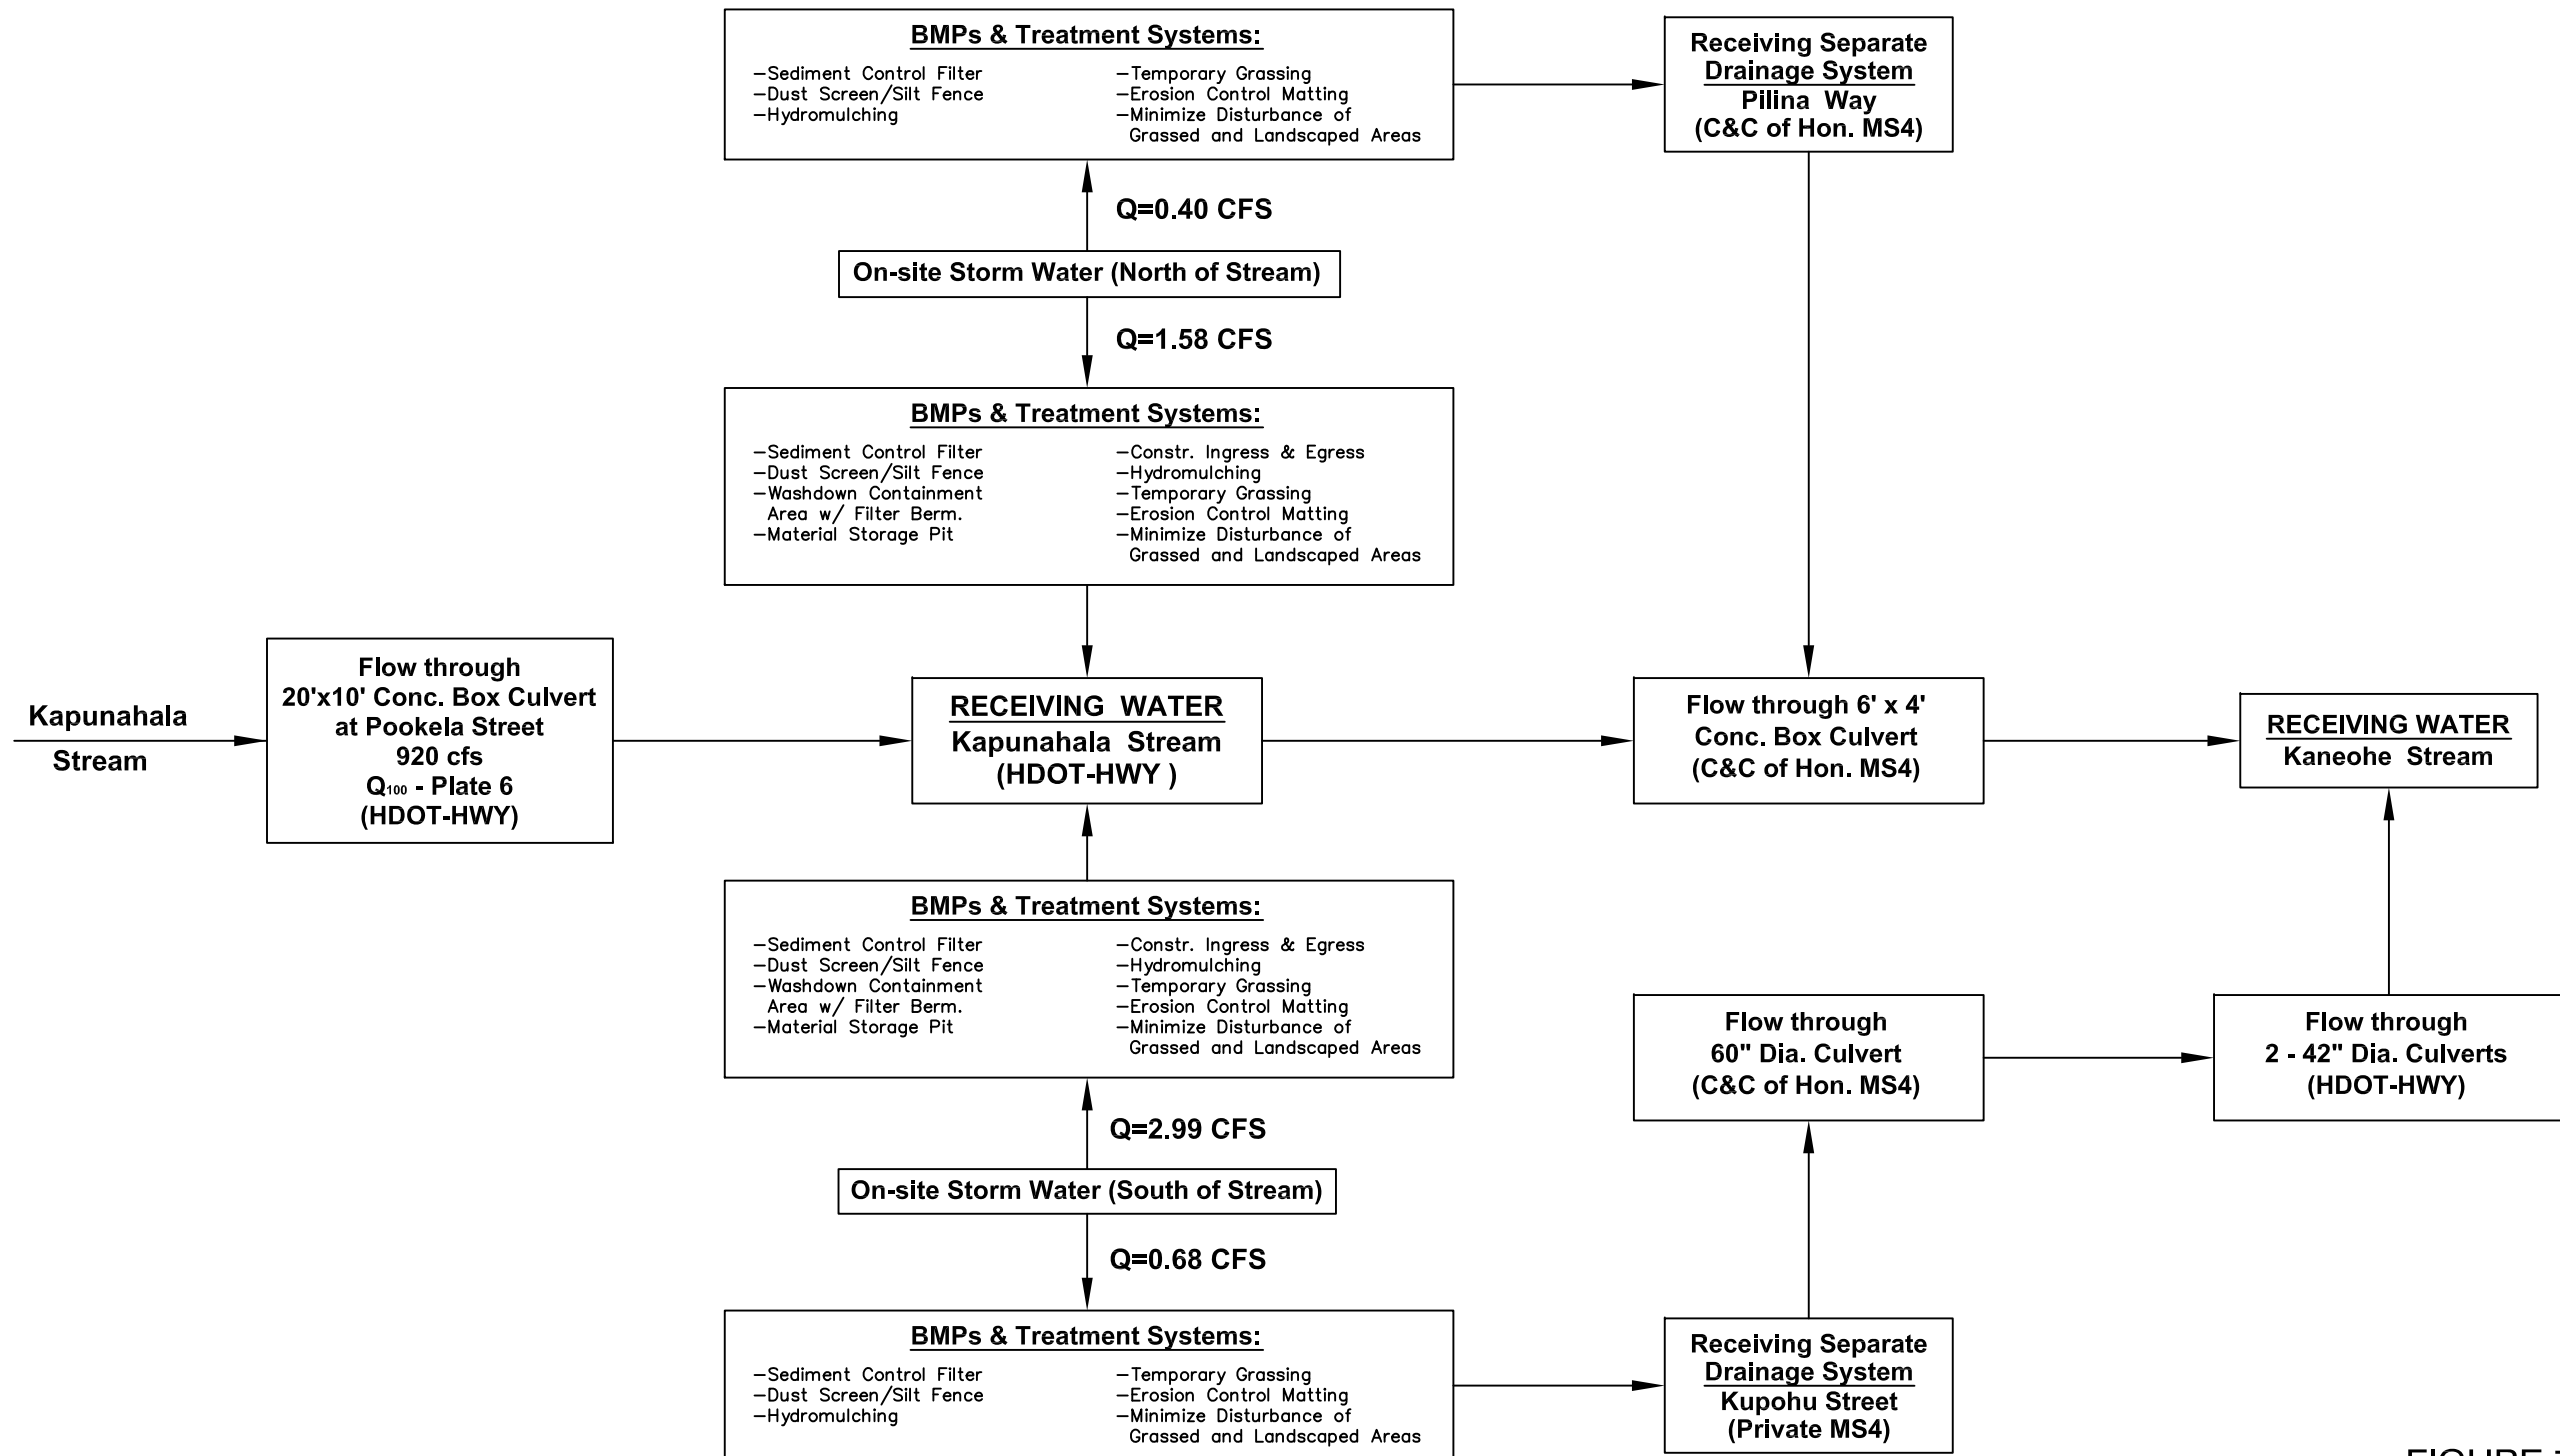 BMPs & Treatment Systems:
–Sediment Control Filter
–Dust Screen/Silt Fence
–Hydromulching
–Temporary Grassing
–Erosion Control Matting
–Minimize Disturbance of
Grassed and Landscaped Areas
Receiving Separate
Drainage System
Pilina Way
(C&C of Hon. MS4)
Q=0.40 CFS
On-site Storm Water (North of Stream)
Q=1.58 CFS
BMPs & Treatment Systems:
–Sediment Control Filter
–Dust Screen/Silt Fence
–Washdown Containment
Area w/ Filter Berm.
–Material Storage Pit
–Constr. Ingress & Egress
–Hydromulching
–Temporary Grassing
–Erosion Control Matting
–Minimize Disturbance of
Grassed and Landscaped Areas
Kapunahala
Stream
Flow through
20'x10' Conc. Box Culvert
at Pookela Street
920 cfs
Q100 - Plate 6
(HDOT-HWY)
RECEIVING WATER
Kapunahala Stream
(HDOT-HWY )
Flow through 6' x 4'
Conc. Box Culvert
(C&C of Hon. MS4)
RECEIVING WATER
Kaneohe Stream
BMPs & Treatment Systems:
–Sediment Control Filter
–Dust Screen/Silt Fence
–Washdown Containment
Area w/ Filter Berm.
–Material Storage Pit
–Constr. Ingress & Egress
–Hydromulching
–Temporary Grassing
–Erosion Control Matting
–Minimize Disturbance of
Grassed and Landscaped Areas
Flow through
60" Dia. Culvert
(C&C of Hon. MS4)
Flow through
2 - 42" Dia. Culverts
(HDOT-HWY)
Q=2.99 CFS
On-site Storm Water (South of Stream)
Q=0.68 CFS
BMPs & Treatment Systems:
–Sediment Control Filter
–Dust Screen/Silt Fence
–Hydromulching
–Temporary Grassing
–Erosion Control Matting
–Minimize Disturbance of
Grassed and Landscaped Areas
Receiving Separate
Drainage System
Kupohu Street
(Private MS4)
FIGURE